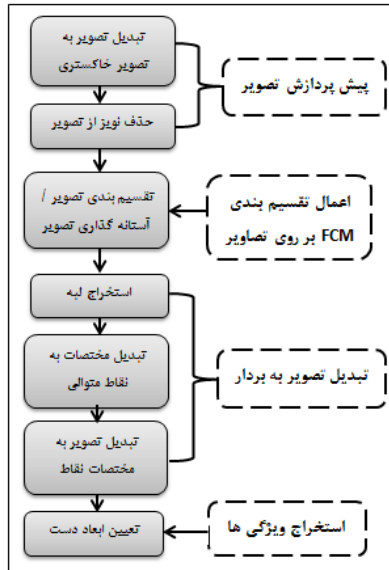 تبدیل تصویر به
تصویر خاکستری
پیش پردازش تصویر
حذف نویز از تصویر
تقسیم بندی تصویر /
آستانه گذاری تصویر
اعمال تقسیم بندی
FCM بر روی تصاویر
استخراج لبه
تبدیل مختصات به
نقاط متوالی
تبدیل تصویر به بردار
تبدیل تصویر به
مختصات نقاط
تعیین ابعاد دست
استخراج ویژگی ها